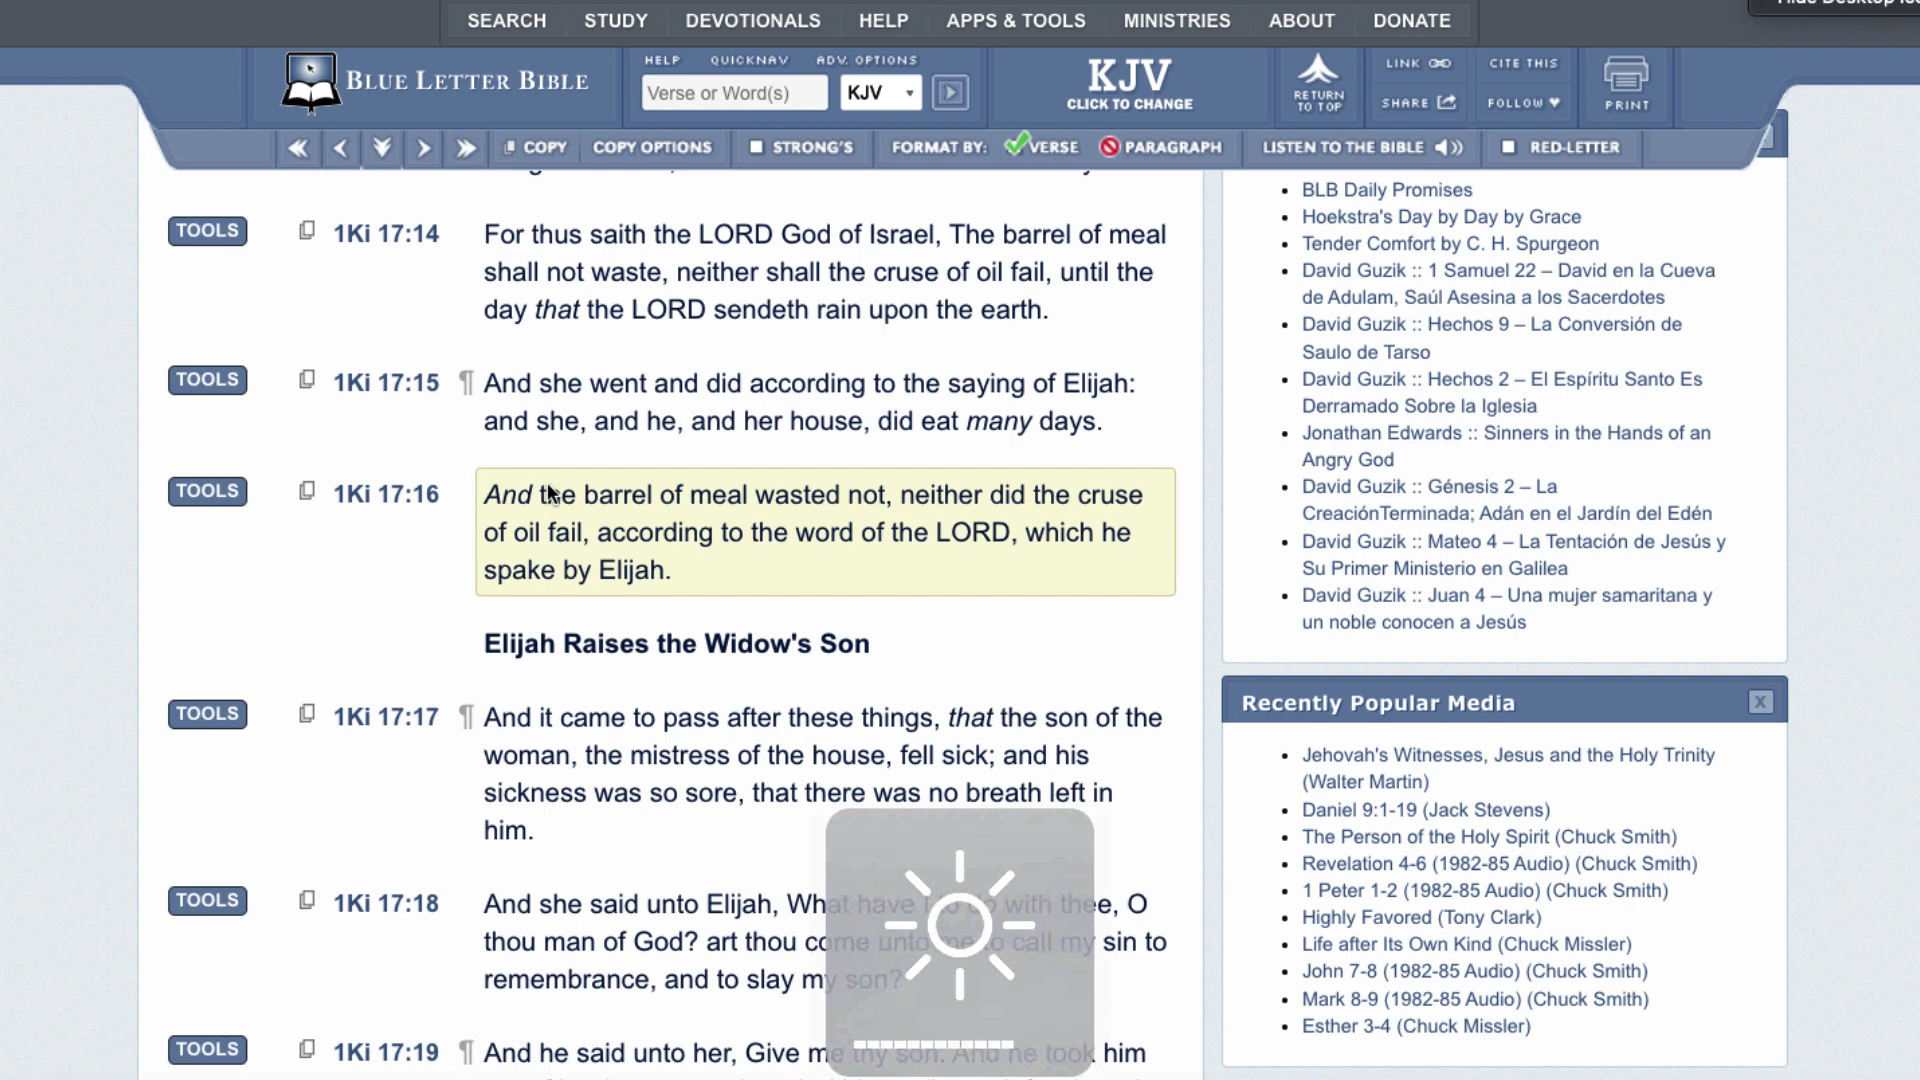 SEARCH STUDY DEVOTIONALS HELP APPS & TOOLS MINISTRIES ABOUT DONATE
BLUE LETTER BIBLE
HELP QUICKNAV ADV. OPTIONS
Verse or Word(s) KJV
KJV
CLICK TO CHANGE
RETURN
TO TOP
LINK
SHARE
CITE THIS
FOLLOW
PRINT
COPY COPY OPTIONS STRONG'S FORMAT BY: VERSE PARAGRAPH LISTEN TO THE BIBLE RED-LETTER
TOOLS 1Ki 17:14 For thus saith the LORD God of Israel, The barrel of meal
shall not waste, neither shall the cruse of oil fail, until the
day that the LORD sendeth rain upon the earth.
TOOLS 1Ki 17:15 ¶ And she went and did according to the saying of Elijah:
and she, and he, and her house, did eat many days.
TOOLS 1Ki 17:16 And the barrel of meal wasted not, neither did the cruse
of oil fail, according to the word of the LORD, which he
spake by Elijah.
Elijah Raises the Widow's Son
TOOLS 1Ki 17:17 ¶ And it came to pass after these things, that the son of the
woman, the mistress of the house, fell sick; and his
sickness was so sore, that there was no breath left in
him.
TOOLS 1Ki 17:18 And she said unto Elijah, What have I to do with thee, O
thou man of God? art thou come unto me to call my sin to
remembrance, and to slay my son?
TOOLS 1Ki 17:19 ¶ And he said unto her, Give me thy son. And he took him
BLB Daily Promises
Hoekstra's Day by Day by Grace
Tender Comfort by C. H. Spurgeon
David Guzik :: 1 Samuel 22 – David en la Cueva
de Adulam, Saúl Asesina a los Sacerdotes
David Guzik :: Hechos 9 – La Conversión de
Saulo de Tarso
David Guzik :: Hechos 2 – El Espíritu Santo Es
Derramado Sobre la Iglesia
Jonathan Edwards :: Sinners in the Hands of an
Angry God
David Guzik :: Génesis 2 – La
CreaciónTerminada; Adán en el Jardín del Edén
David Guzik :: Mateo 4 – La Tentación de Jesús y
Su Primer Ministerio en Galilea
David Guzik :: Juan 4 – Una mujer samaritana y
un noble conocen a Jesús
Recently Popular Media x
Jehovah's Witnesses, Jesus and the Holy Trinity
(Walter Martin)
Daniel 9:1-19 (Jack Stevens)
The Person of the Holy Spirit (Chuck Smith)
Revelation 4-6 (1982-85 Audio) (Chuck Smith)
1 Peter 1-2 (1982-85 Audio) (Chuck Smith)
Highly Favored (Tony Clark)
Life after Its Own Kind (Chuck Missler)
John 7-8 (1982-85 Audio) (Chuck Smith)
Mark 8-9 (1982-85 Audio) (Chuck Smith)
Esther 3-4 (Chuck Missler)